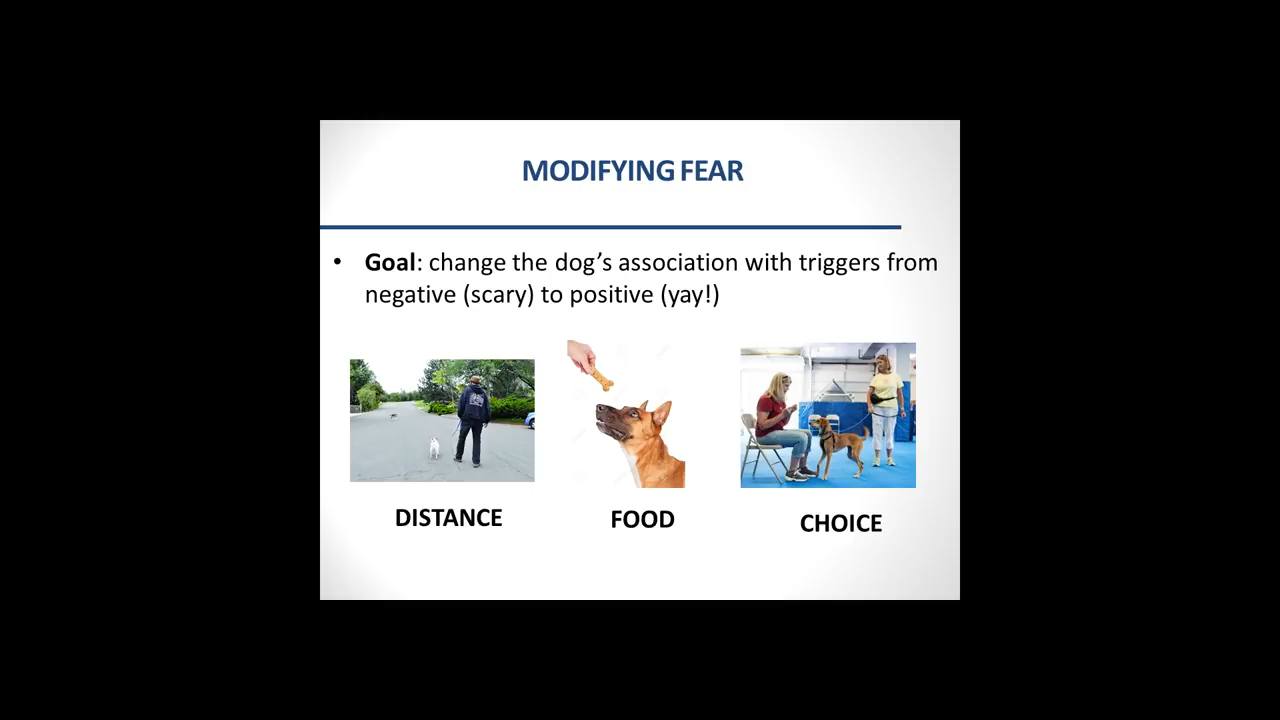 MODIFYING FEAR
• Goal: change the dog’s association with triggers from
negative (scary) to positive (yay!)
DISTANCE
FOOD
CHOICE